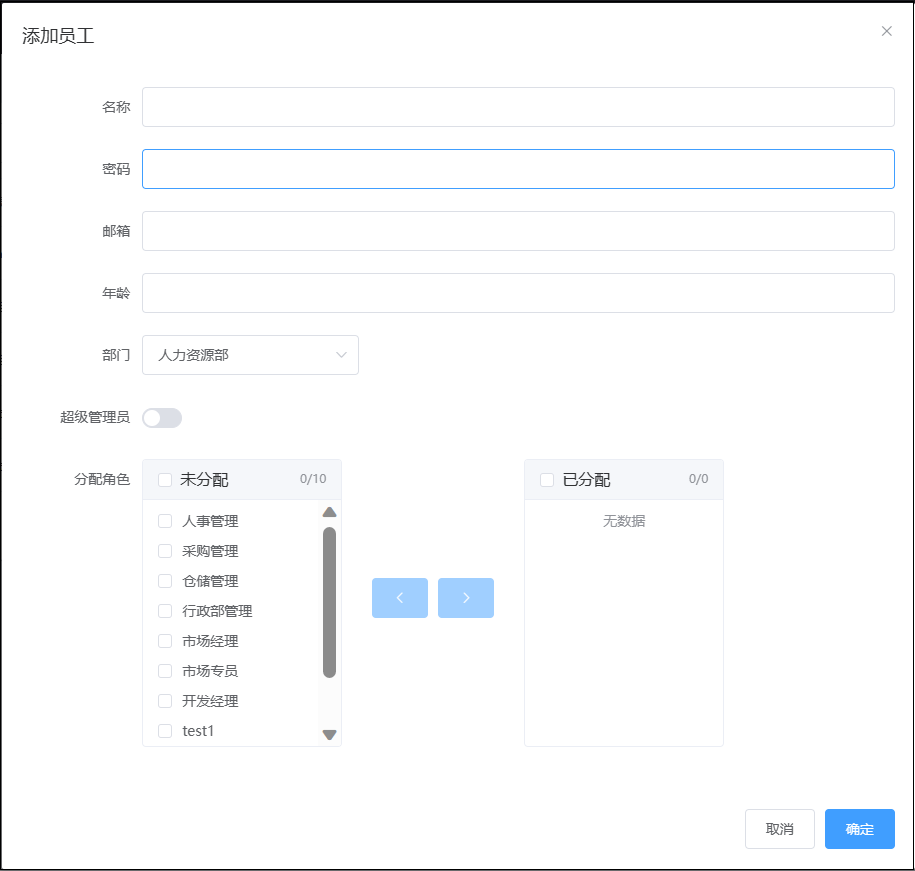 添加员工
名称
密码
邮箱
年龄
部门 人力资源部
超级管理员
分配角色
未分配 0/10
人事管理
采购管理
仓储管理
行政部管理
市场经理
市场专员
开发经理
test1
已分配 0/0
无数据
取消 确定